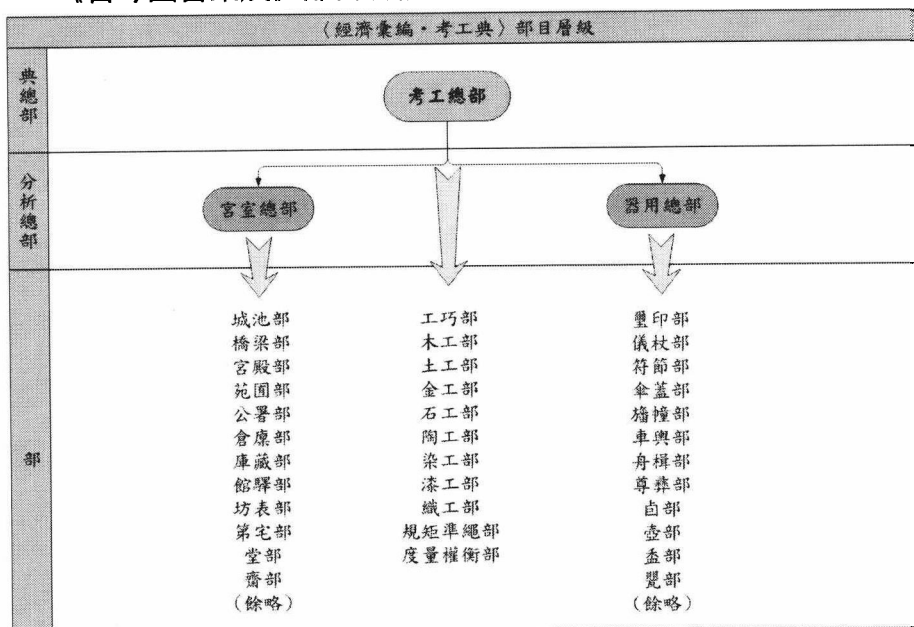 〈經濟彙編・考工典〉部目層級
典總部
考工總部
分析總部
宮室總部
器用總部
部
城池部
橋梁部
宮殿部
苑囿部
公署部
倉廩部
庫藏部
館驛部
坊表部
第宅部
堂部
齋部
（餘略）
工巧部
木工部
土工部
金工部
石工部
陶工部
染工部
漆工部
織工部
規矩準繩部
度量權衡部
璽印部
儀杖部
符節部
傘蓋部
旛幢部
車輿部
舟楫部
尊彝部
卣部
壺部
盉部
罍部
（餘略）